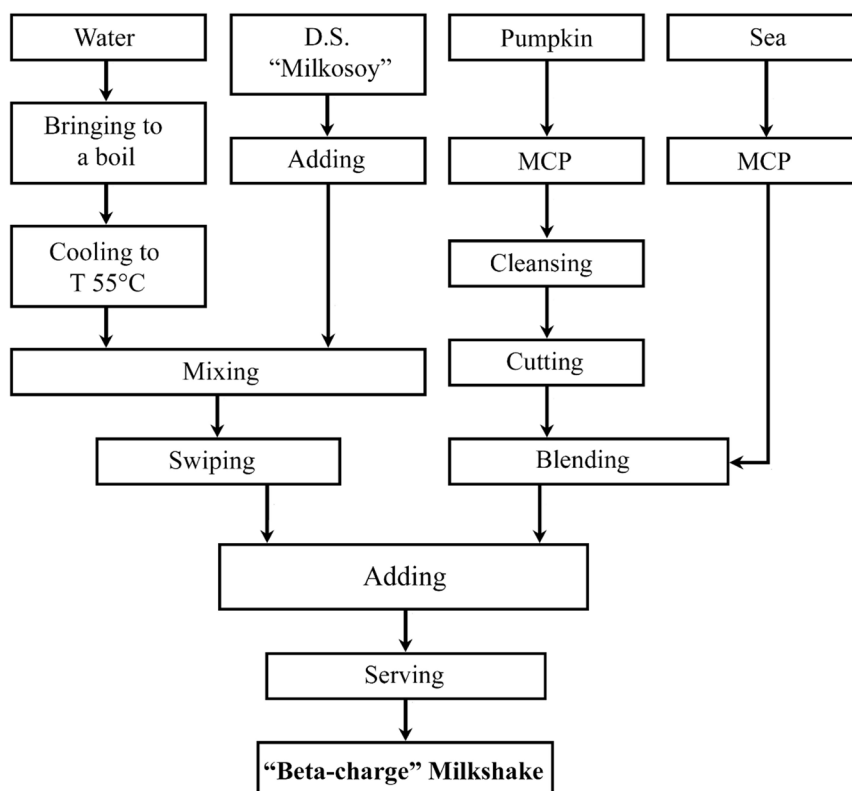 Water
D.S.
“Milkosoy”
Pumpkin
Sea
Bringing to
a boil
Adding
MCP
MCP
Cooling to
T 55°C
Cleansing
Mixing
Cutting
Swiping
Blending
Adding
Serving
“Beta-charge” Milkshake